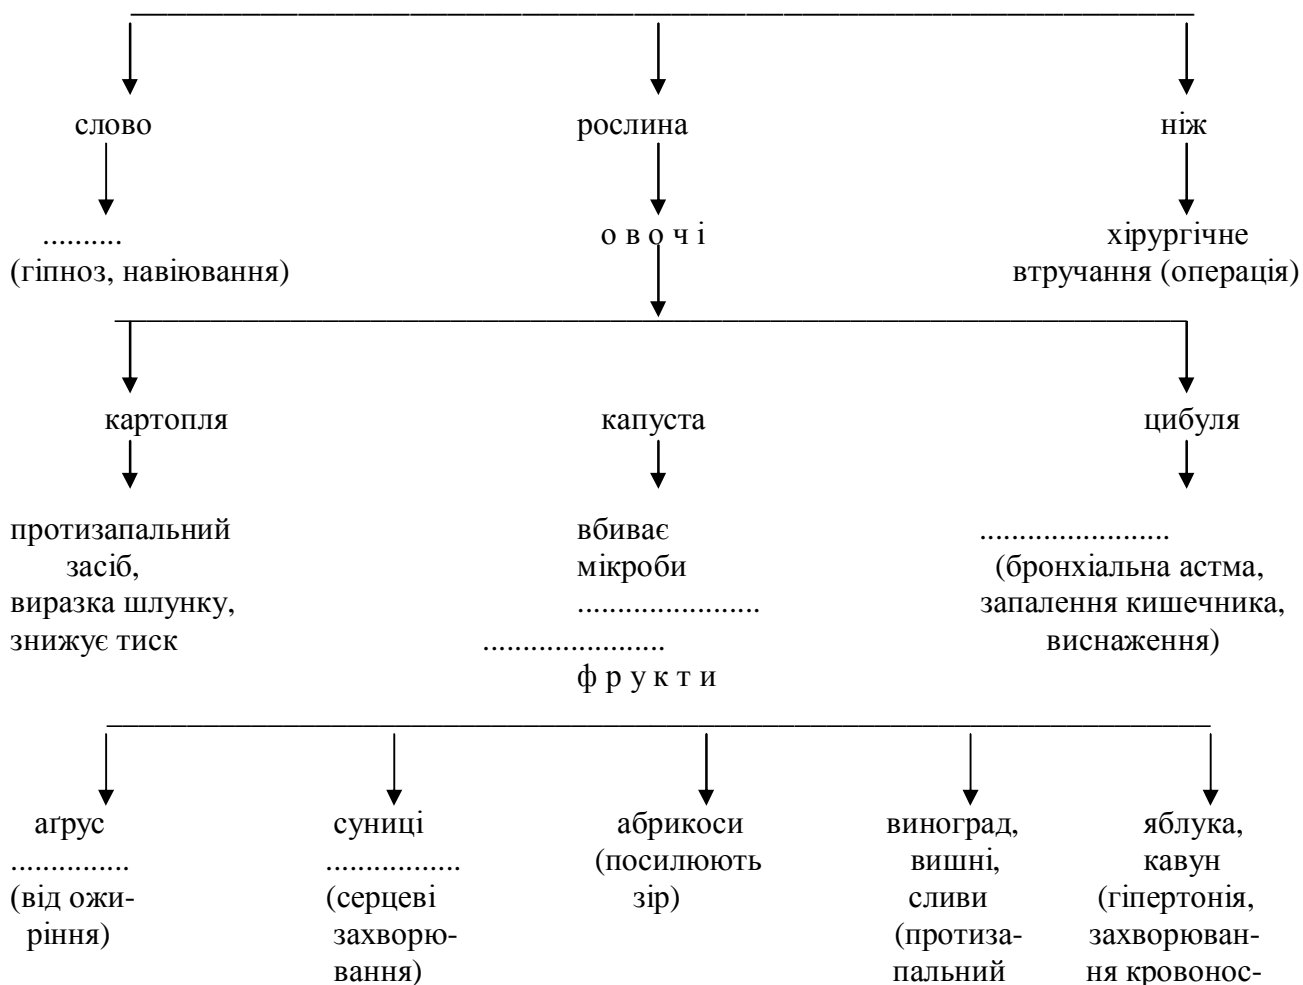 слово рослина ніж
.......... о в о ч і хірургічне
(гіпноз, навіювання) втручання (операція)
картопля капуста цибуля
протизапальний вбиває ........................
засіб, мікроби (бронхіальна астма,
виразка шлунку, ....................... запалення кишечника,
знижує тиск ....................... виснаження)
ф р у к т и
аґрус суниці абрикоси виноград, яблука,
............... ................. (посилюють вишні, кавун
(від ожи- (серцеві зір) сливи (гіпертонія,
ріння) захворю- (протиза- захворюван-
вання) пальний ня кровонос-